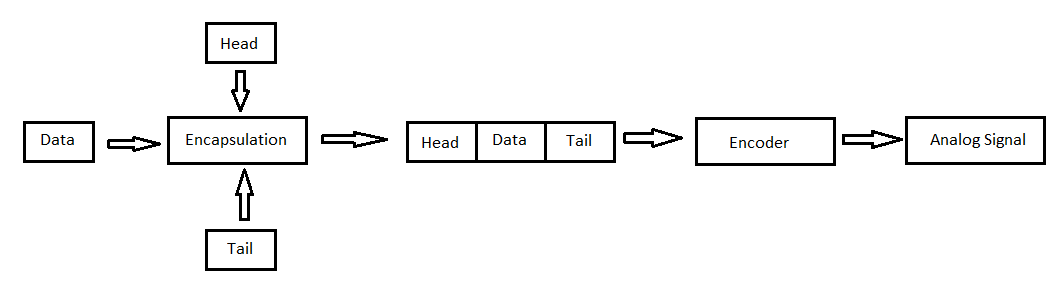 Head
Data
Encapsulation
Head
Data
Tail
Encoder
Analog Signal
Tail